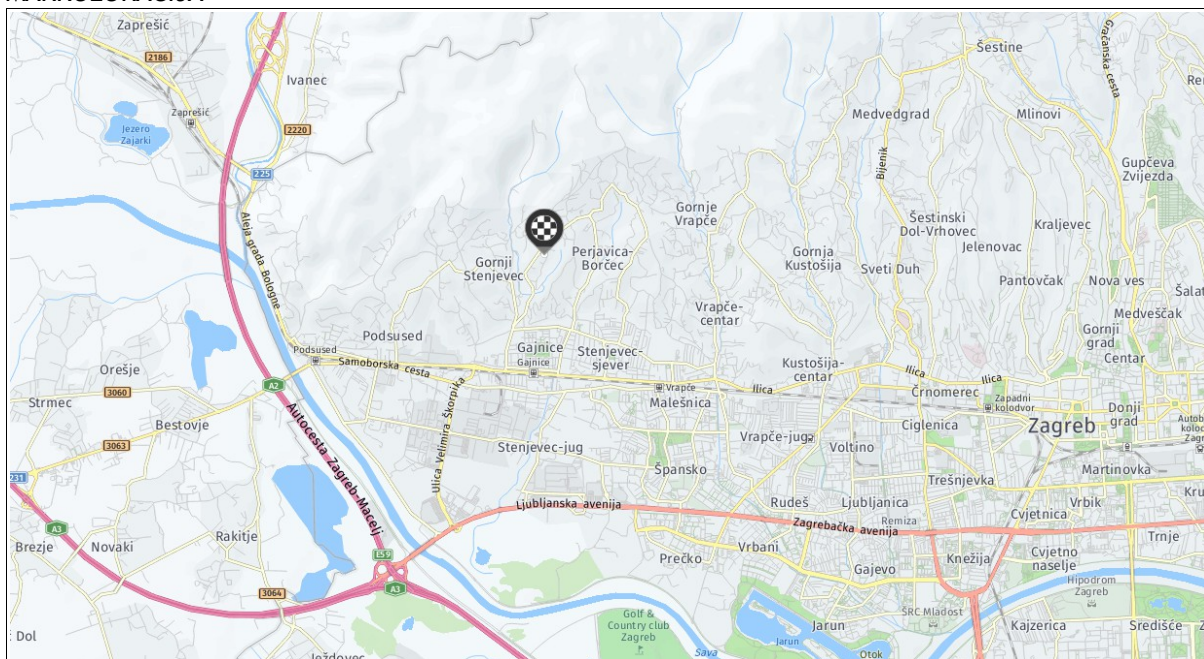 Zaprešić
Šestine
Gračanska cesta
2186
Ivanec
Zaprešić
Medvedgrad
Mlinovi
Jezero
Zajarki
2220
Bijenik
Gupčeva
Zvijezda
225
Gornje
Vrapče
Šestinski
Dol-Vrhovec
Kraljevec
Aleja grada Bologne
Gornji
Stenjevec
Perjavica-
Borčec
Gornja
Kustošija
Jelenovac
Sveti Duh
Pantovčak
Nova ves
Vrapče-
centar
Medveščak
Podsused
Gornji
grad
Gajnice
Stenjevec-
sjever
Centar
Podsused
Samoborska cesta
Gajnice
Kustošija-
centar
Ilica
Orešje
A2
Vrapče
Ilica
Črnomerec
Ilica
3060
Strmec
Malešnica
Zapadni
kolodvor
Donji
grad
Bestovje
Autocesta Zagreb-Macelj
Ulica Velimira Škorpika
Ciglenica
Zagreb
3063
Stenjevec-jug
Vrapče-jug
Voltino
231
Špansko
Martinovka
Trešnjevka
Ljubljanska avenija
Rudeš
Ljubljanica
Vrbik
Cvjetnica
A3
Rakitje
Zagrebačka avenija
Remiza
Trnje
Brezje
Novaki
E59
Prečko
Vrbani
Knežija
Cvjetno
naselje
Gajevo
A3
Hipodrom
Zagreb
3064
Golf &
Country club
Zagreb
ŠRC Mladost
Dol
Jarun
Kajzerica
Središće
Ježdovec
Sava
Jarun
Otok